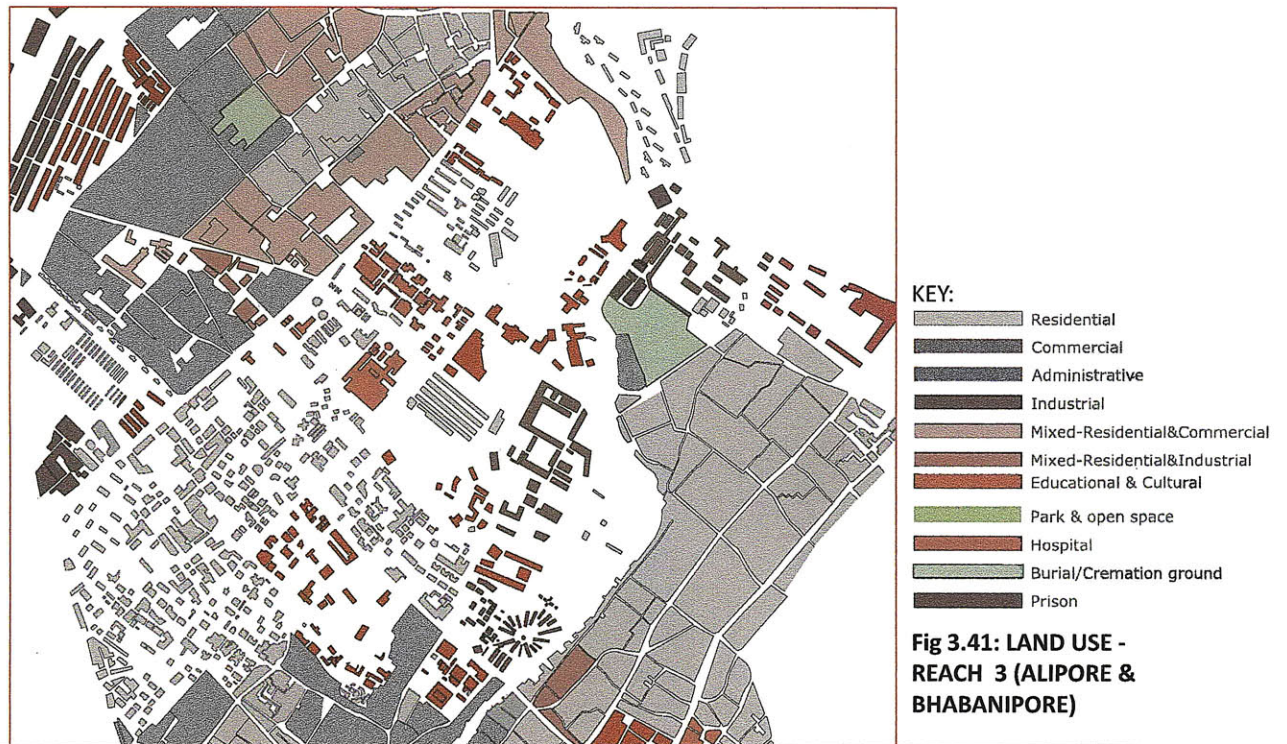 KEY:
Residential
Commercial
Administrative
Industrial
Mixed-Residential&Commercial
Mixed-Residential&Industrial
Educational & Cultural
Park & open space
Hospital
Burial/Cremation ground
Prison
Fig 3.41: LAND USE -
REACH 3 (ALIPORE &
BHABANIPORE)